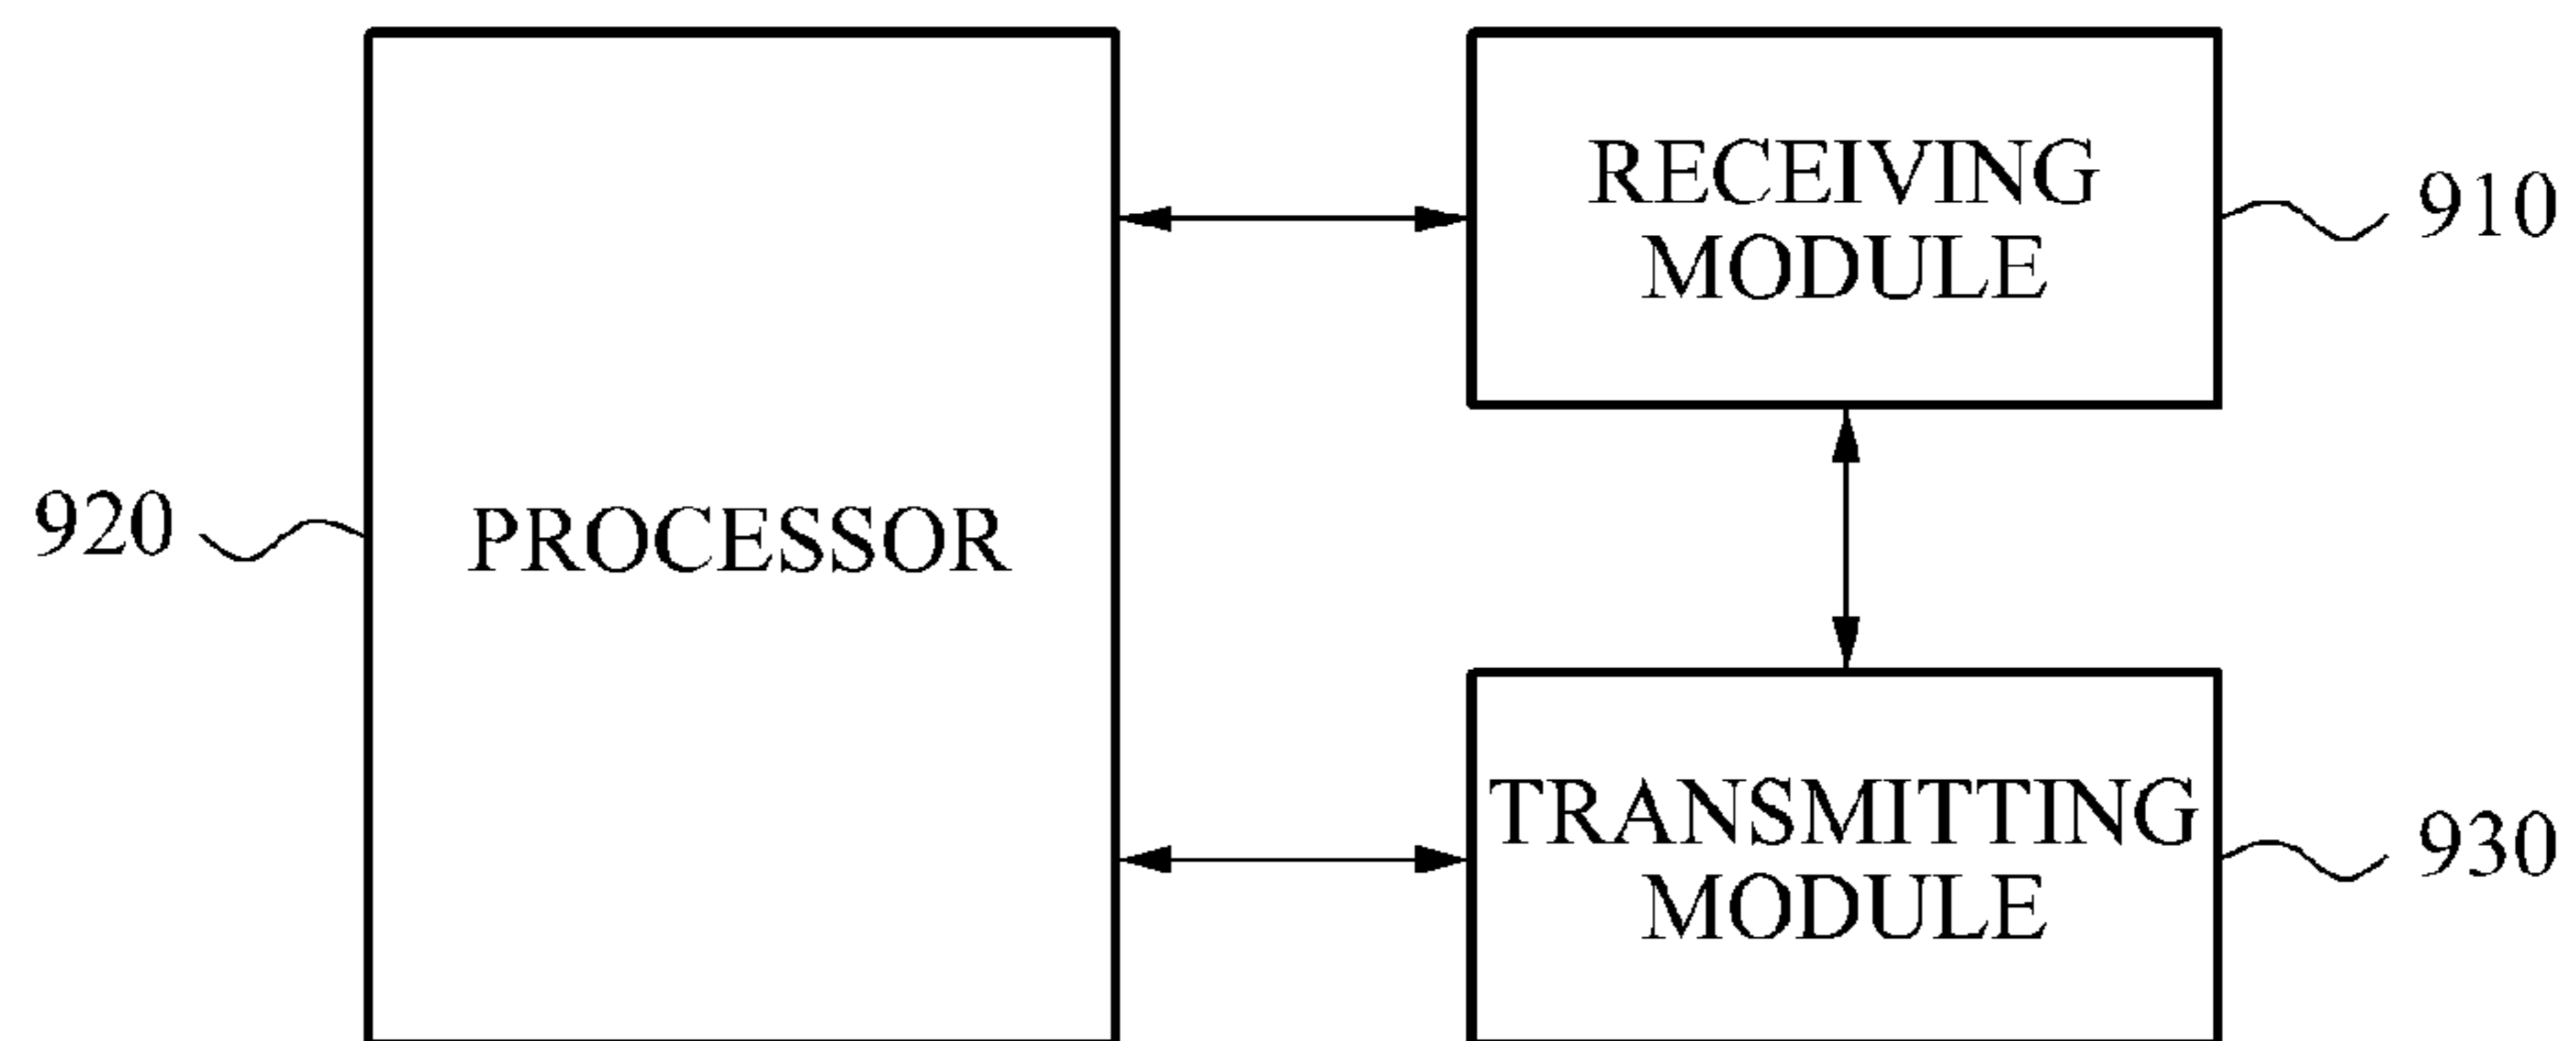 RECEIVING
MODULE
910
920
PROCESSOR
TRANSMITTING
MODULE
930